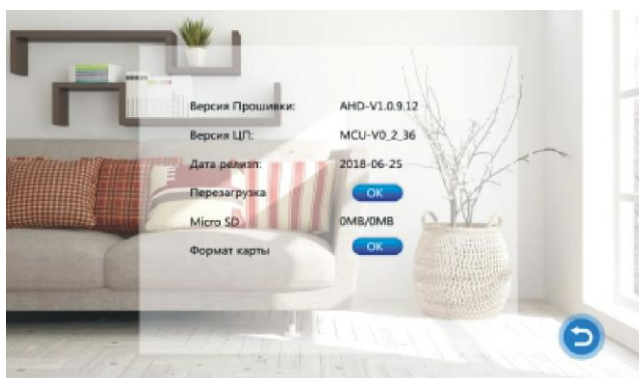 Версия Прошивки: AHD-V1.0.9.12
Версия ЦП: MCU-V0_2_36
Дата релизп: 2018-06-25
Перезагрузка OK
Micro SD 0MB/0MB
Формат карты OK